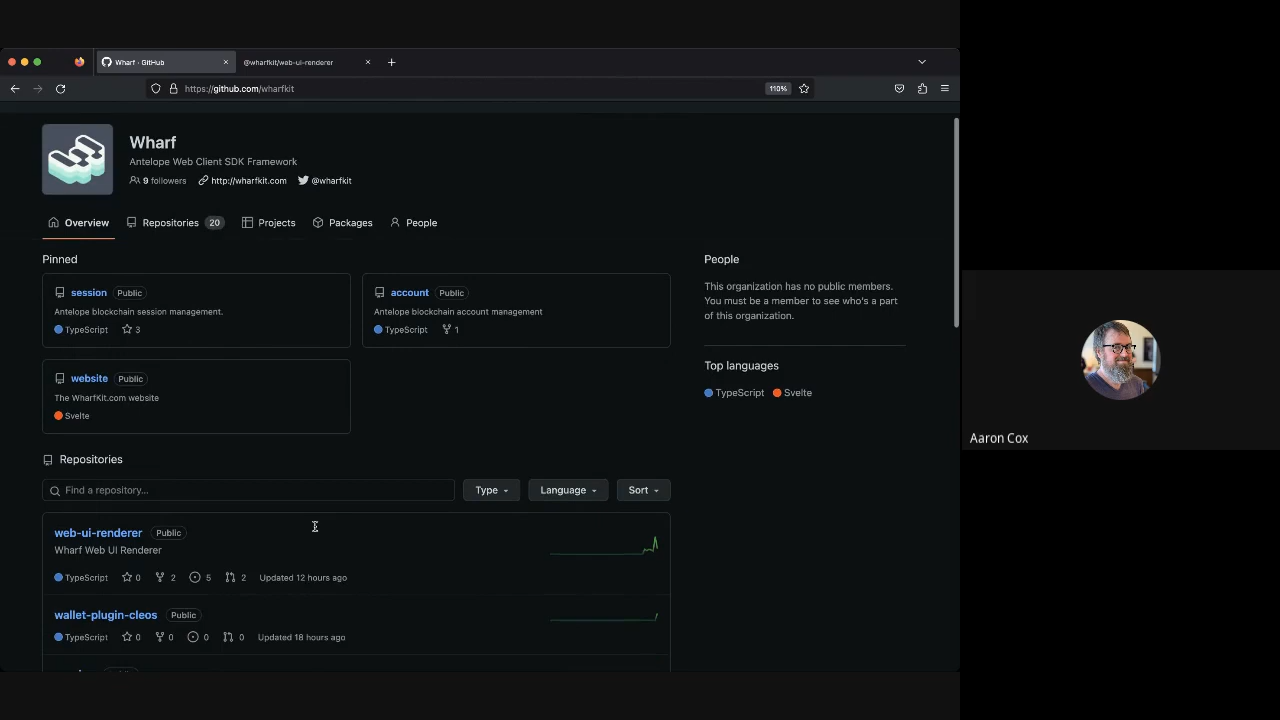 Wharf · GitHub
@wharfkit/web-ui-renderer
https://github.com/wharfkit
110%
Wharf
Antelope Web Client SDK Framework
9 followers
http://wharfkit.com
@wharfkit
Overview
Repositories 20
Projects
Packages
People
Pinned
session Public
Antelope blockchain session management.
TypeScript 3
account Public
Antelope blockchain account management
TypeScript 1
website Public
The WharfKit.com website
Svelte
People
This organization has no public members.
You must be a member to see who's a part
of this organization.
Top languages
TypeScript Svelte
Repositories
Find a repository...
Type
Language
Sort
web-ui-renderer Public
Wharf Web UI Renderer
TypeScript 0 2 5 2 Updated 12 hours ago
wallet-plugin-cleos Public
TypeScript 0 0 0 0 Updated 18 hours ago
Aaron Cox